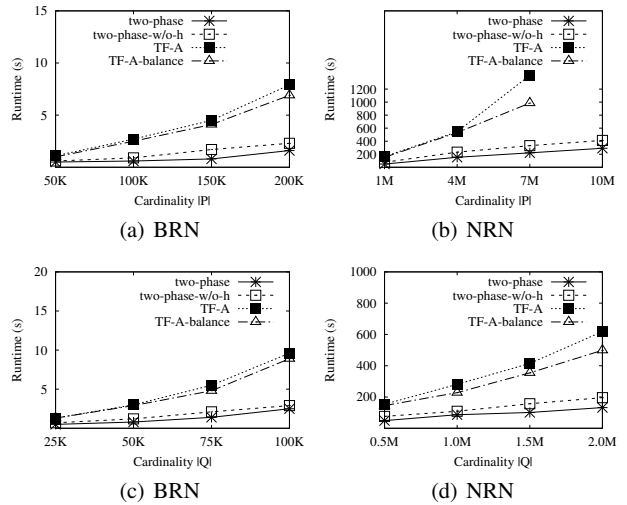 15
10
5
Runtime (s)
two-phase
two-phase-w/o-h
TF-A
TF-A-balance
50K 100K 150K 200K
Cardinality |P|
(a) BRN
1200
1000
800
600
400
200
Runtime (s)
two-phase
two-phase-w/o-h
TF-A
TF-A-balance
1M 4M 7M 10M
Cardinality |P|
(b) NRN
20
15
10
5
Runtime (s)
two-phase
two-phase-w/o-h
TF-A
TF-A-balance
25K 50K 75K 100K
Cardinality |Q|
(c) BRN
1000
800
600
400
200
Runtime (s)
two-phase
two-phase-w/o-h
TF-A
TF-A-balance
0.5M 1.0M 1.5M 2.0M
Cardinality |Q|
(d) NRN